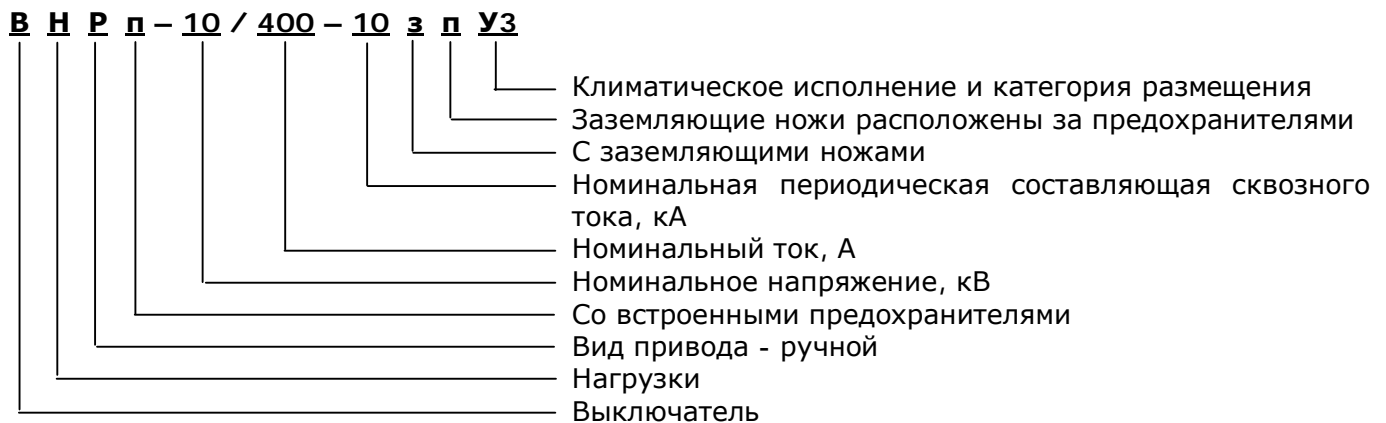 В Н Р п – 10 / 400 – 10 з п У3
Климатическое исполнение и категория размещения
Заземляющие ножи расположены за предохранителями
С заземляющими ножами
Номинальная периодическая составляющая сквозного
тока, кА
Номинальный ток, А
Номинальное напряжение, кВ
Со встроенными предохранителями
Вид привода - ручной
Нагрузки
Выключатель